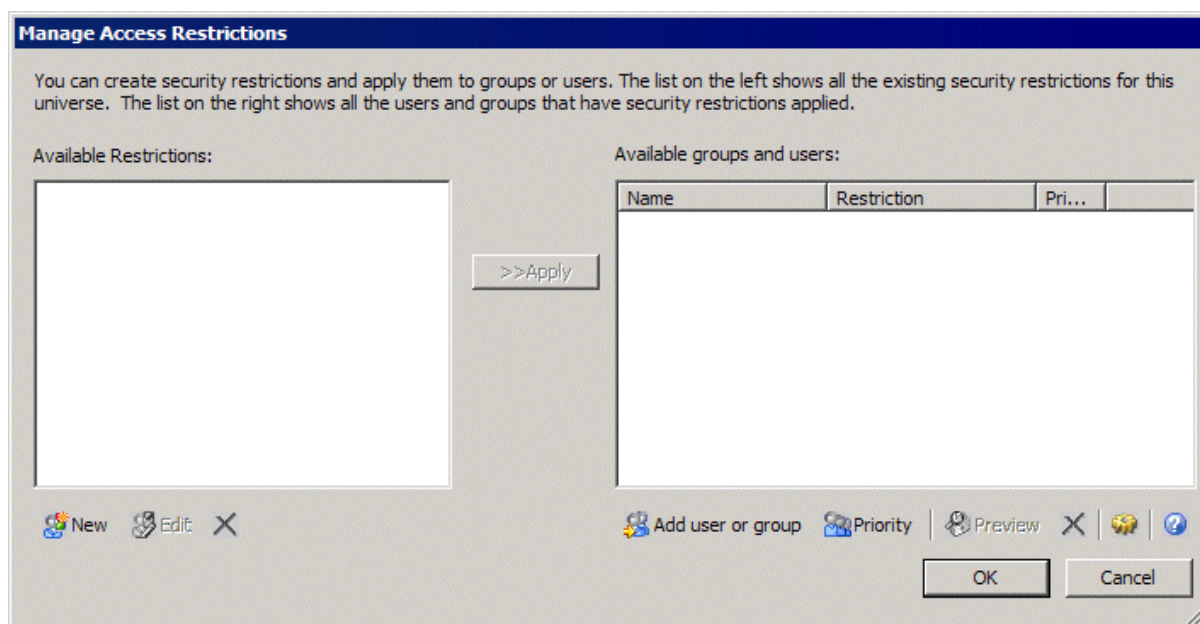 Manage Access Restrictions
You can create security restrictions and apply them to groups or users. The list on the left shows all the existing security restrictions for this
universe. The list on the right shows all the users and groups that have security restrictions applied.
Available Restrictions:
Available groups and users:
Name Restriction Pri...
>>Apply
New Edit
Add user or group Priority Preview
OK Cancel